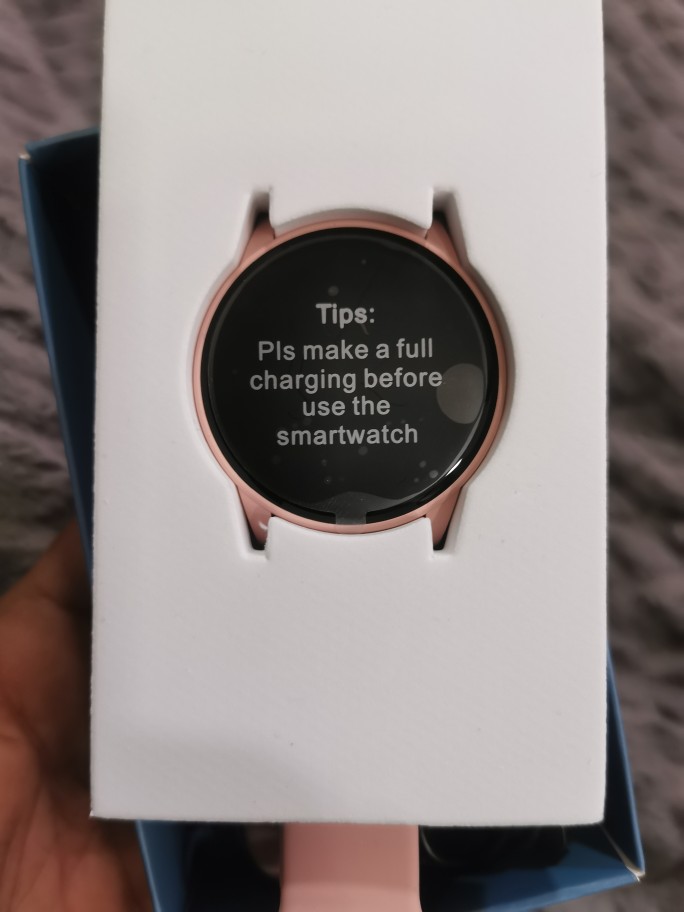 Tips:
Pls make a full
charging before
use the
smartwatch